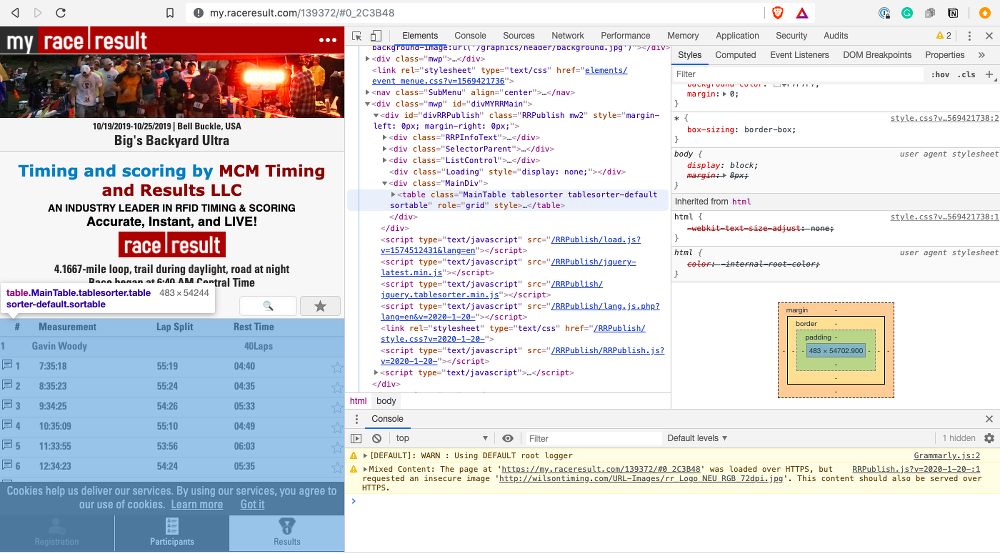 my.raceresult.com/139372/#0_2C3B48
my race|result
10/19/2019-10/25/2019 | Bell Buckle, USA
Big's Backyard Ultra
Timing and scoring by MCM Timing
and Results LLC
AN INDUSTRY LEADER IN RFID TIMING & SCORING
Accurate, Instant, and LIVE!
race|result
4.1667-mile loop, trail during daylight, road at night
Race began at 6:40 AM Central Time
table.MainTable.tablesorter.table
sorter-default.sortable 483 × 54244
# Measurement Lap Split Rest Time
1 Gavin Woody 40Laps
1 7:35:18 55:19 04:40
2 8:35:23 55:24 04:35
3 9:34:25 54:26 05:33
4 10:35:09 55:10 04:49
5 11:33:55 53:56 06:03
6 12:34:23 54:24 05:35
Cookies help us deliver our services. By using our services, you agree to
our use of cookies. Learn more Got it
Registration Participants Results
Elements Console Sources Network Performance Memory Application Security Audits 2
background-image:url("/graphics/header/background.jpg")"></div>
<div class="mwp">…</div>
<link rel="stylesheet" type="text/css" href="elements/
event_menue.css?v=1569421736">
<nav class="SubMenu" align="center">…</nav>
<div class="mwp" id="divMYRRMain">
<div id="divRRPublish" class="RRPublish mw2" style="margin-
left: 0px; margin-right: 0px;">
<div class="RRPInfoText">…</div>
<div class="SelectorParent">…</div>
<div class="ListControl">…</div>
<div class="Loading" style="display: none;"></div>
<div class="MainDiv">
<table class="MainTable tablesorter tablesorter-default
sortable" role="grid" style>…</table>
</div>
</div>
<script type="text/javascript" src="/RRPublish/load.js?
v=1574512431&lang=en"></script>
<script type="text/javascript" src="/RRPublish/jquery-
latest.min.js"></script>
<script type="text/javascript" src="/RRPublish/
jquery.tablesorter.min.js"></script>
<script type="text/javascript" src="/RRPublish/lang.js.php?
lang=en&v=2020-1-20-"></script>
<link rel="stylesheet" type="text/css" href="/RRPublish/
style.css?v=2020-1-20-">
<script type="text/javascript" src="/RRPublish/RRPublish.js?
v=2020-1-20-"></script>
<script type="text/javascript">…</script>
</div>
html body
Styles Computed Event Listeners DOM Breakpoints Properties »
Filter :hov .cls +
background-color: #f7f7f7;
margin: 0;
}
* { style.css?v…569421738:2
box-sizing: border-box;
}
body { user agent stylesheet
display: block;
margin: 8px;
}
Inherited from html
html { style.css?v…569421738:1
-webkit-text-size-adjust: none;
}
html { user agent stylesheet
color: -internal-root-color;
}
margin -
border -
padding -
483 × 54702.900
Console
top Filter Default levels 1 hidden
[DEFAULT]: WARN : Using DEFAULT root logger Grammarly.js:2
Mixed Content: The page at 'https://my.raceresult.com/139372/#0_2C3B48' was loaded over HTTPS, but RRPublish.js?v=2020-1-20-:1
requested an insecure image 'http://wilsontiming.com/URL-Images/rr_Logo_NEU_RGB_72dpi.jpg'. This content should also be served over
HTTPS.